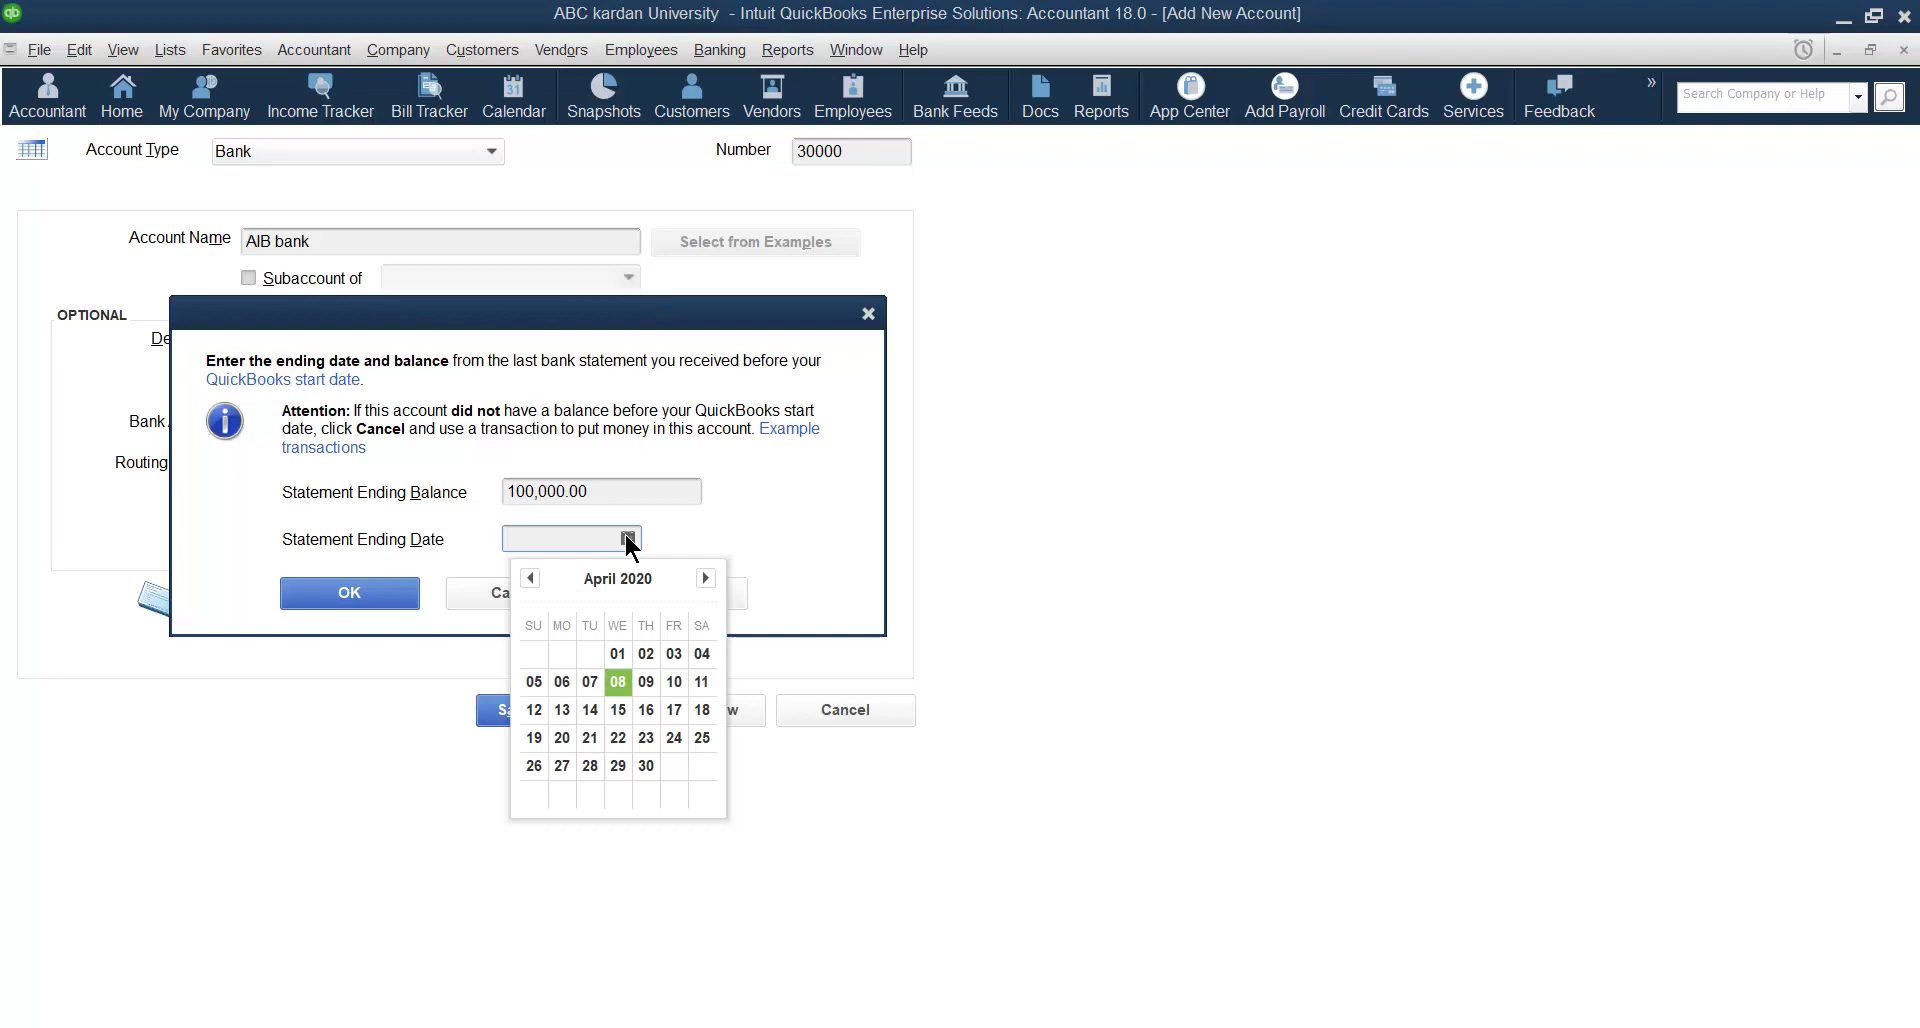 ABC kardan University - Intuit QuickBooks Enterprise Solutions: Accountant 18.0 - [Add New Account]
File Edit View Lists Favorites Accountant Company Customers Vendors Employees Banking Reports Window Help
Accountant Home My Company Income Tracker Bill Tracker Calendar Snapshots Customers Vendors Employees Bank Feeds Docs Reports App Center Add Payroll Credit Cards Services Feedback » Search Company or Help
Account Type Bank Number 30000
Account Name AIB bank Select from Examples
Subaccount of
OPTIONAL
De
Enter the ending date and balance from the last bank statement you received before your
QuickBooks start date.
Attention: If this account did not have a balance before your QuickBooks start
date, click Cancel and use a transaction to put money in this account. Example
transactions
Bank
Routing
Statement Ending Balance 100,000.00
Statement Ending Date
OK Ca
April 2020
SU MO TU WE TH FR SA
01 02 03 04
05 06 07 08 09 10 11
12 13 14 15 16 17 18
19 20 21 22 23 24 25
26 27 28 29 30
Sa w Cancel